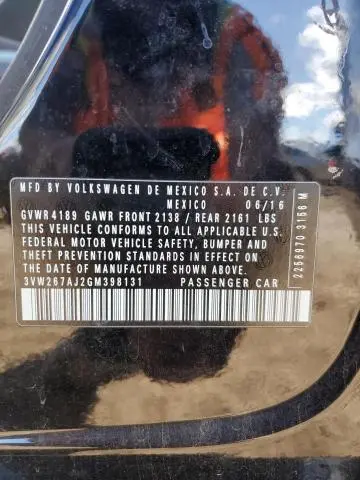 MFD BY VOLKSWAGEN DE MEXICO S.A. DE C.V.
MEXICO 06/16
GVWR 4189 GAWR FRONT 2138 / REAR 2161 LBS
THIS VEHICLE CONFORMS TO ALL APPLICABLE U.S.
FEDERAL MOTOR VEHICLE SAFETY, BUMPER AND
THEFT PREVENTION STANDARDS IN EFFECT ON THE
DATE OF MANUFACTURE SHOWN ABOVE.
3VW267AJ2GM398131 PASSENGER CAR
2256970 3156 M